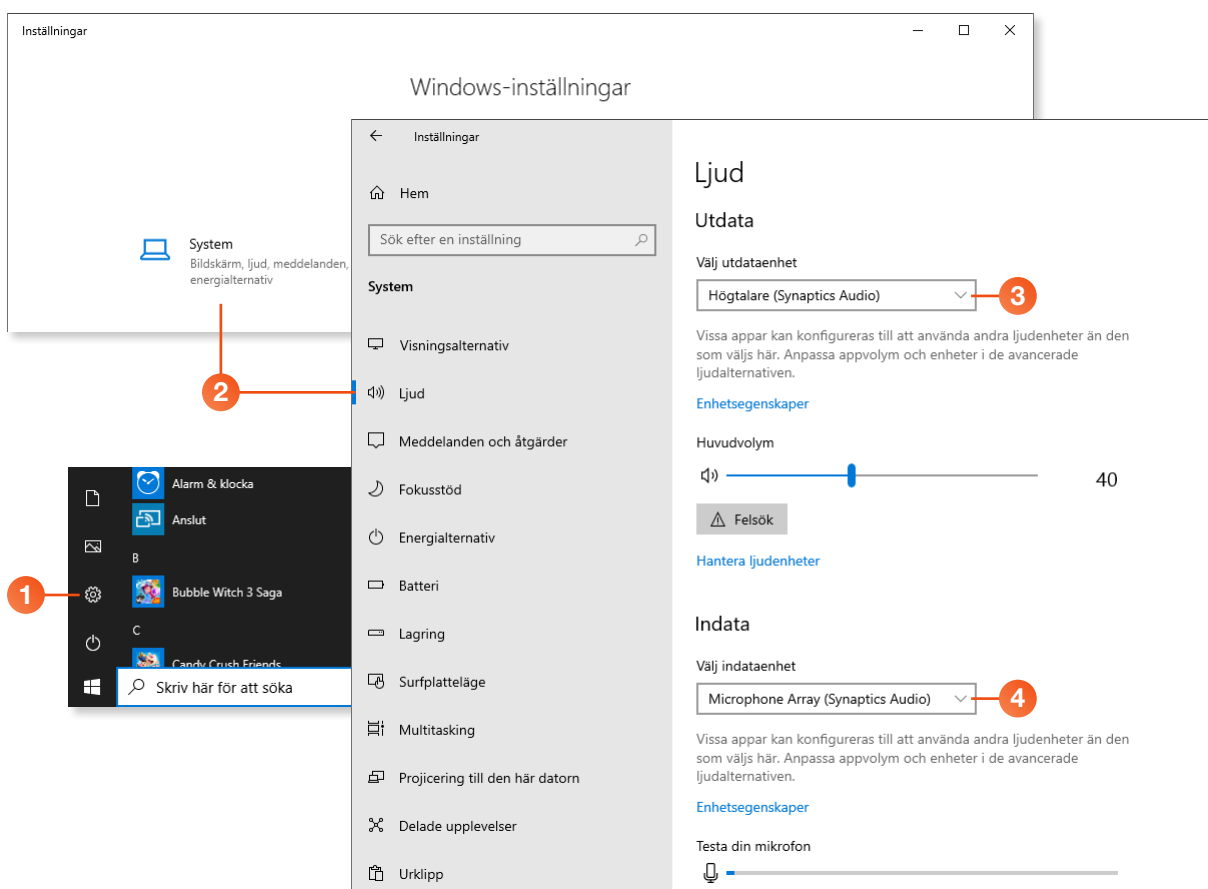 Inställningar
Windows-inställningar
System
Bildskärm, ljud, meddelanden,
energialternativ
2
Alarm & klocka
Anslut
B
Bubble Witch 3 Saga
1
C
Candy Crush Friends
Skriv här för att söka
Inställningar
Hem
Sök efter en inställning
System
Visningsalternativ
Ljud
Meddelanden och åtgärder
Fokusstöd
Energialternativ
Batteri
Lagring
Surfplatteläge
Multitasking
Projicering till den här datorn
Delade upplevelser
Urklipp
Ljud
Utdata
Välj utdataenhet
Högtalare (Synaptics Audio)
3
Vissa appar kan konfigureras till att använda andra ljudenheter än den
som väljs här. Anpassa appvolym och enheter i de avancerade
ljudalternativen.
Enhetsegenskaper
Huvudvolym
40
Felsök
Hantera ljudenheter
Indata
Välj indataenhet
Microphone Array (Synaptics Audio)
4
Vissa appar kan konfigureras till att använda andra ljudenheter än den
som väljs här. Anpassa appvolym och enheter i de avancerade
ljudalternativen.
Enhetsegenskaper
Testa din mikrofon